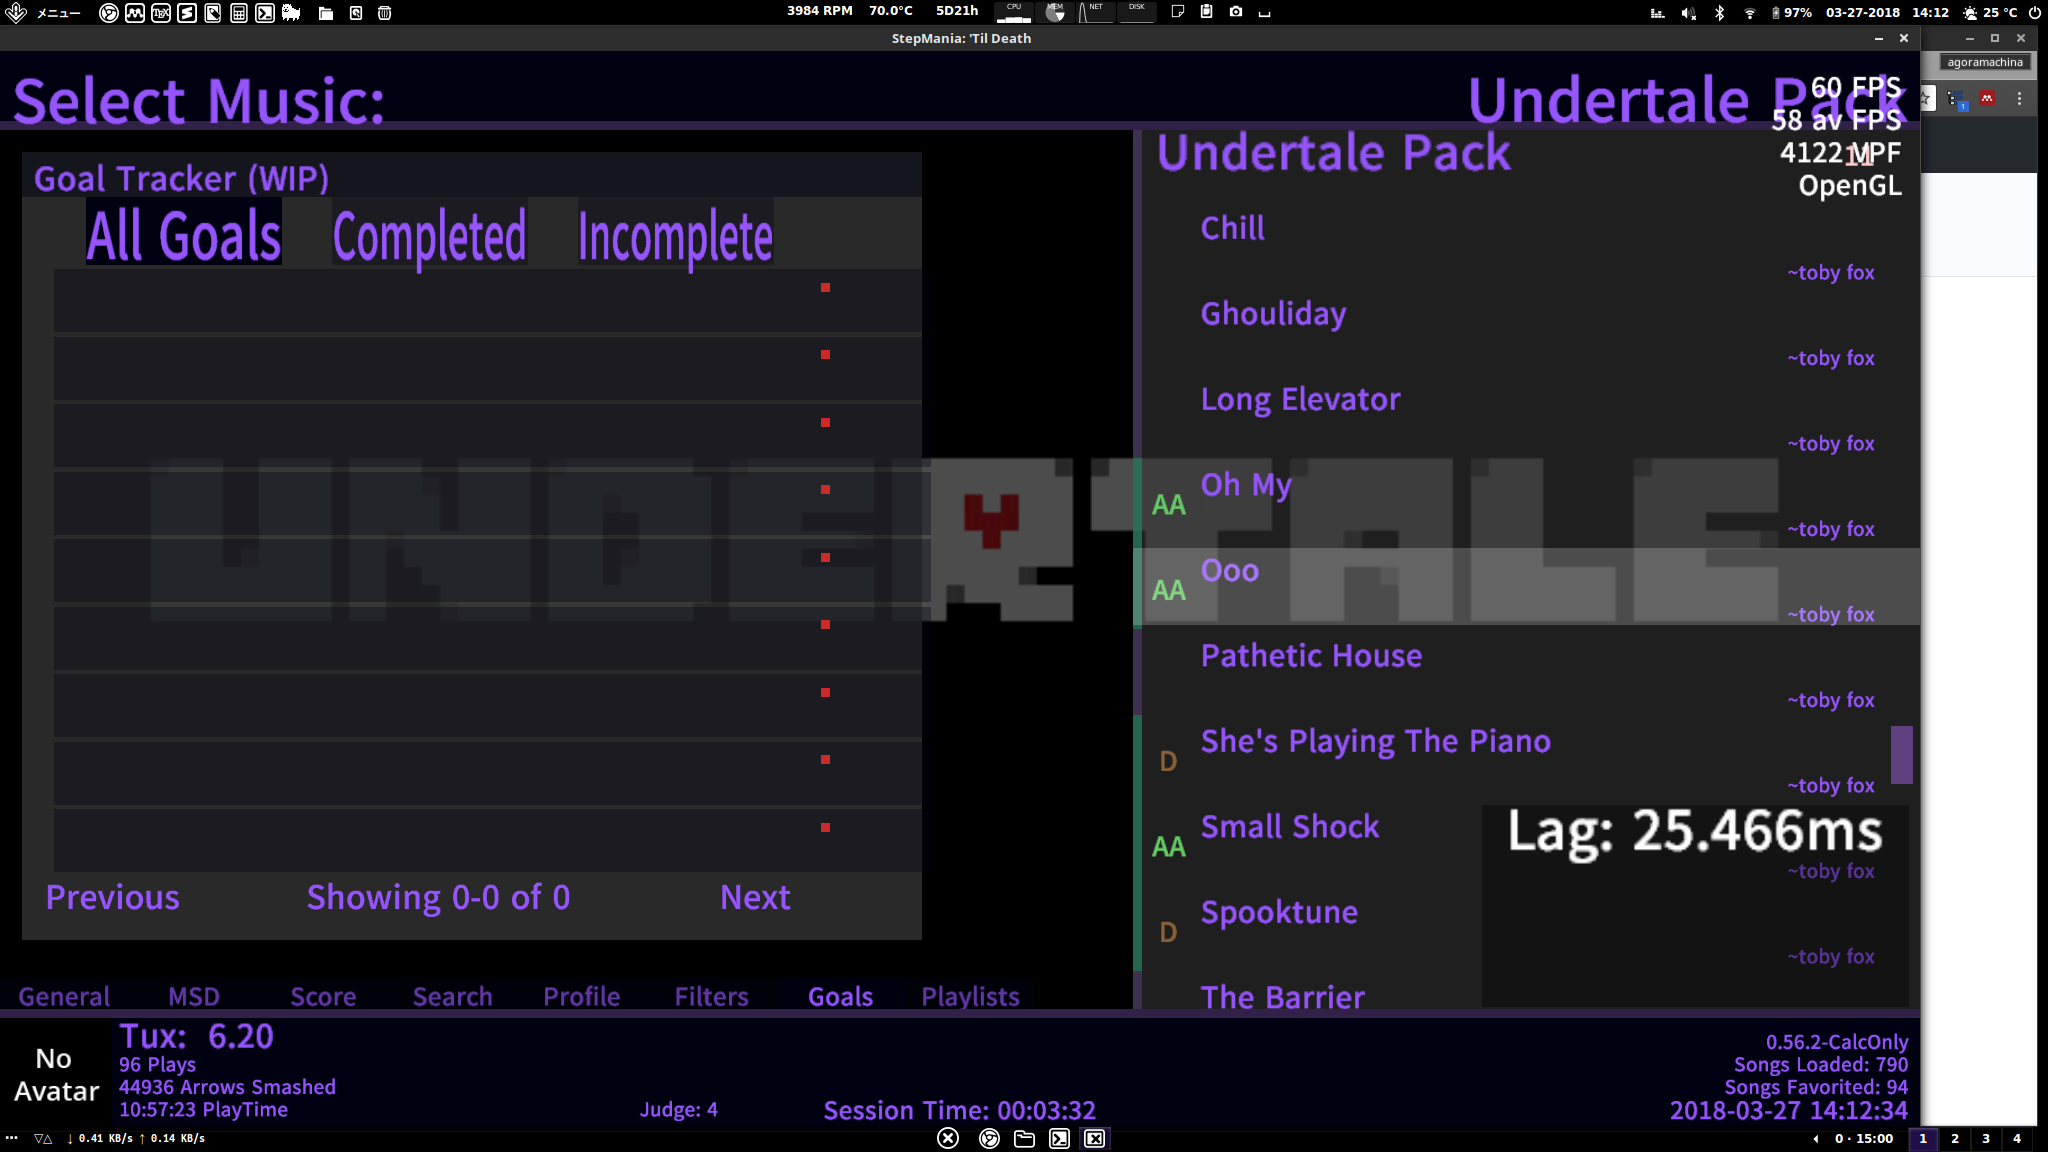 メニュー
3984 RPM 70.0°C 5D21h CPU MEM NET DISK 97% 03-27-2018 14:12 25 °C
StepMania: 'Til Death
agoramachina
Select Music:
Undertale Pack
60 FPS
58 av FPS
4122 MPF
OpenGL
Goal Tracker (WIP)
All Goals Completed Incomplete
Previous Showing 0-0 of 0 Next
UNDERTALE
Undertale Pack
11
Chill
~toby fox
Ghouliday
~toby fox
Long Elevator
~toby fox
AA Oh My
~toby fox
AA Ooo
~toby fox
Pathetic House
~toby fox
D She's Playing The Piano
~toby fox
AA Small Shock
~toby fox
D Spooktune
~toby fox
The Barrier
Lag: 25.466ms
General MSD Score Search Profile Filters Goals Playlists
No Avatar
Tux: 6.20
96 Plays
44936 Arrows Smashed
10:57:23 PlayTime
Judge: 4
Session Time: 00:03:32
0.56.2-CalcOnly
Songs Loaded: 790
Songs Favorited: 94
2018-03-27 14:12:34
↓ 0.41 KB/s ↑ 0.14 KB/s
0 · 15:00 1 2 3 4